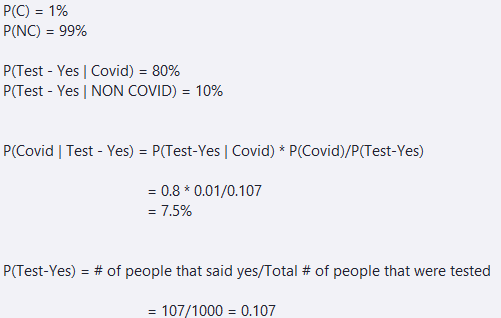 P(C) = 1%
P(NC) = 99%
P(Test - Yes | Covid) = 80%
P(Test - Yes | NON COVID) = 10%
P(Covid | Test - Yes) = P(Test-Yes | Covid) * P(Covid)/P(Test-Yes)
= 0.8 * 0.01/0.107
= 7.5%
P(Test-Yes) = # of people that said yes/Total # of people that were tested
= 107/1000 = 0.107